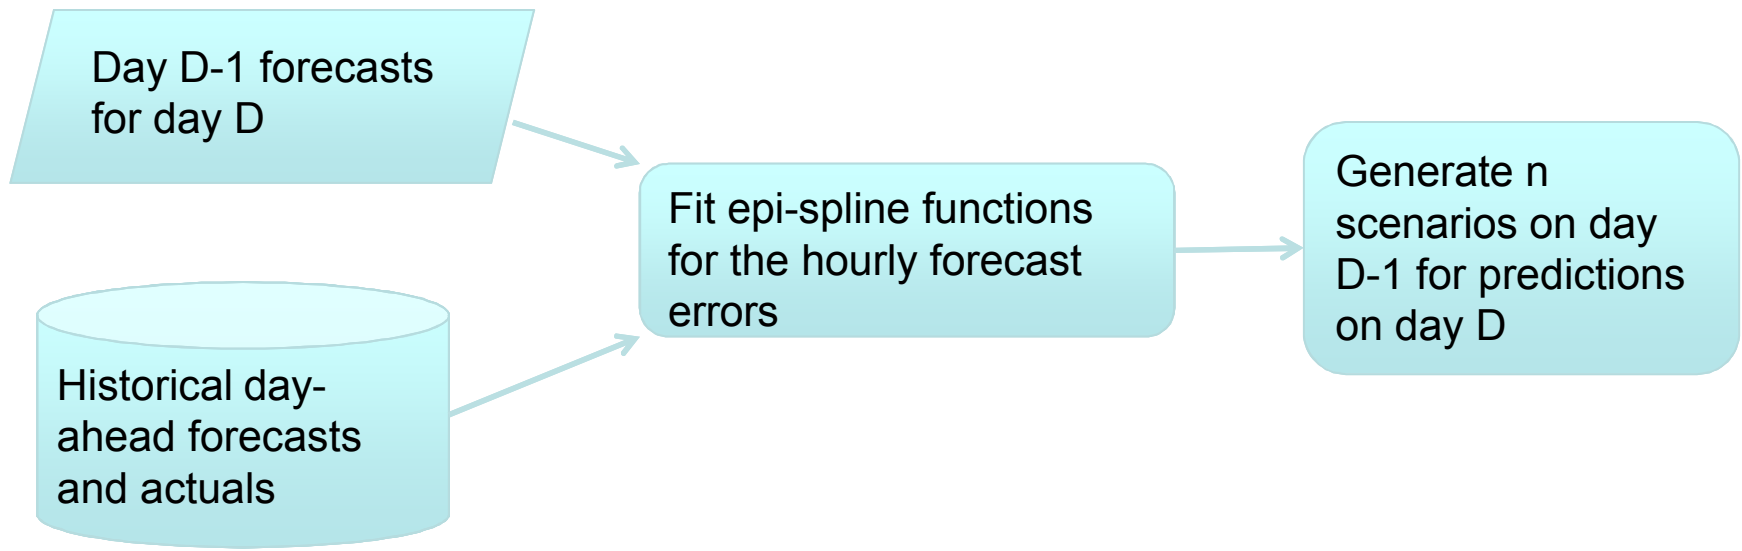 Day D-1 forecasts
for day D
Historical day-
ahead forecasts
and actuals
Fit epi-spline functions
for the hourly forecast
errors
Generate n
scenarios on day
D-1 for predictions
on day D